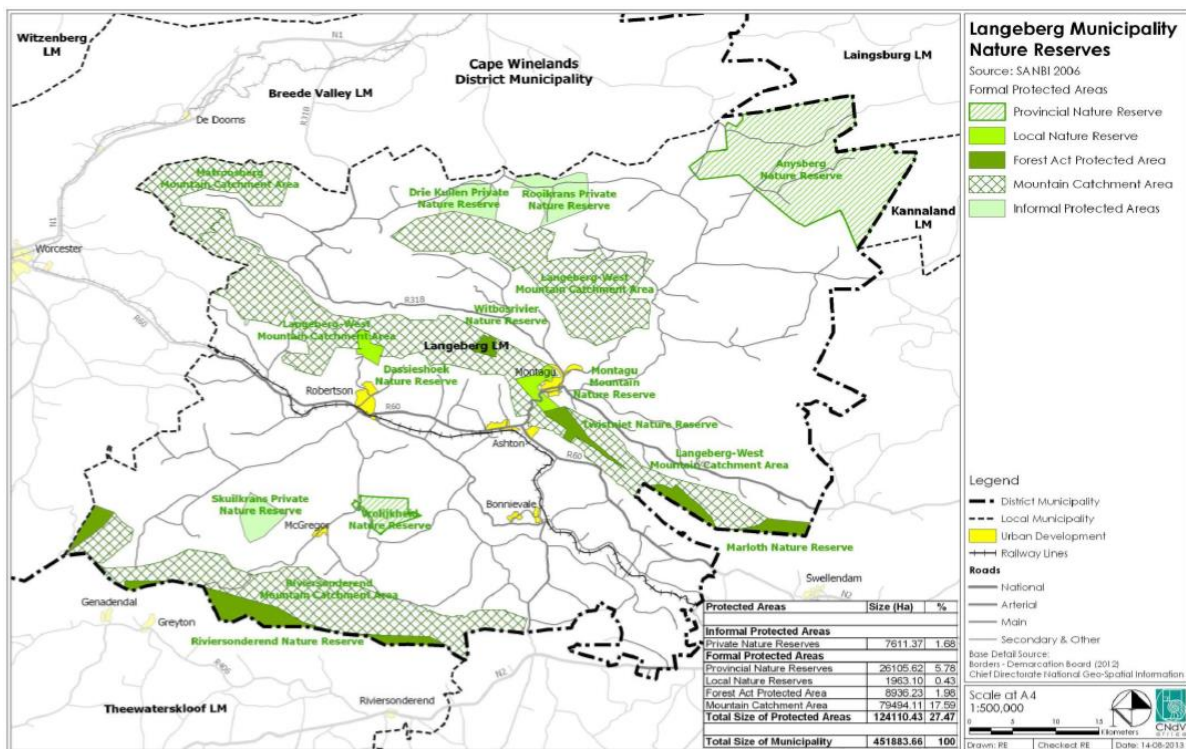 Witzenberg
LM
N1
Cape Winelands
District Municipality
Laingsburg LM
Breede Valley LM
R318
De Doorns
Matroosberg
Mountain Catchment Area
Drie Kuilen Private
Nature Reserve
Rooikrans Private
Nature Reserve
Anysberg
Nature Reserve
Kannaland
LM
N1
Worcester
Langeberg-West
Mountain Catchment Area
R318
Witbosrivier
Nature Reserve
R60
Langeberg-West
Mountain Catchment Area
Langeberg LM
Dassieshoek
Nature Reserve
Montagu
Montagu
Mountain
Nature Reserve
Robertson
R60
Twistniet Nature Reserve
Ashton
R60
Langeberg-West
Mountain Catchment Area
Skuilkrans Private
Nature Reserve
Vrolijkheid
Nature Reserve
McGregor
Bonnievale
Marloth Nature Reserve
Swellendam
N2
Riviersonderend
Mountain Catchment Area
Genadendal
Greyton
Riviersonderend Nature Reserve
R406
N2
Riviersonderend
Theewaterskloof LM
Protected Areas Size (Ha) %
Informal Protected Areas
Private Nature Reserves 7611.37 1.68
Formal Protected Areas
Provincial Nature Reserves 26105.62 5.78
Local Nature Reserves 1963.10 0.43
Forest Act Protected Area 8936.23 1.98
Mountain Catchment Area 79494.11 17.59
Total Size of Protected Areas 124110.43 27.47
Total Size of Municipality 451883.66 100
Langeberg Municipality
Nature Reserves
Source: SANBI 2006
Formal Protected Areas
Provincial Nature Reserve
Local Nature Reserve
Forest Act Protected Area
Mountain Catchment Area
Informal Protected Areas
Legend
District Municipality
Local Municipality
Urban Development
Railway Lines
Roads
National
Arterial
Main
Secondary & Other
Base Detail Source:
Borders - Demarcation Board (2012)
Chief Directorate National Geo-Spatial Information
Scale at A4
1:500,000
0 5 10 15
Kilometers
CNdV
africa
Drawn: RE Checked: RE